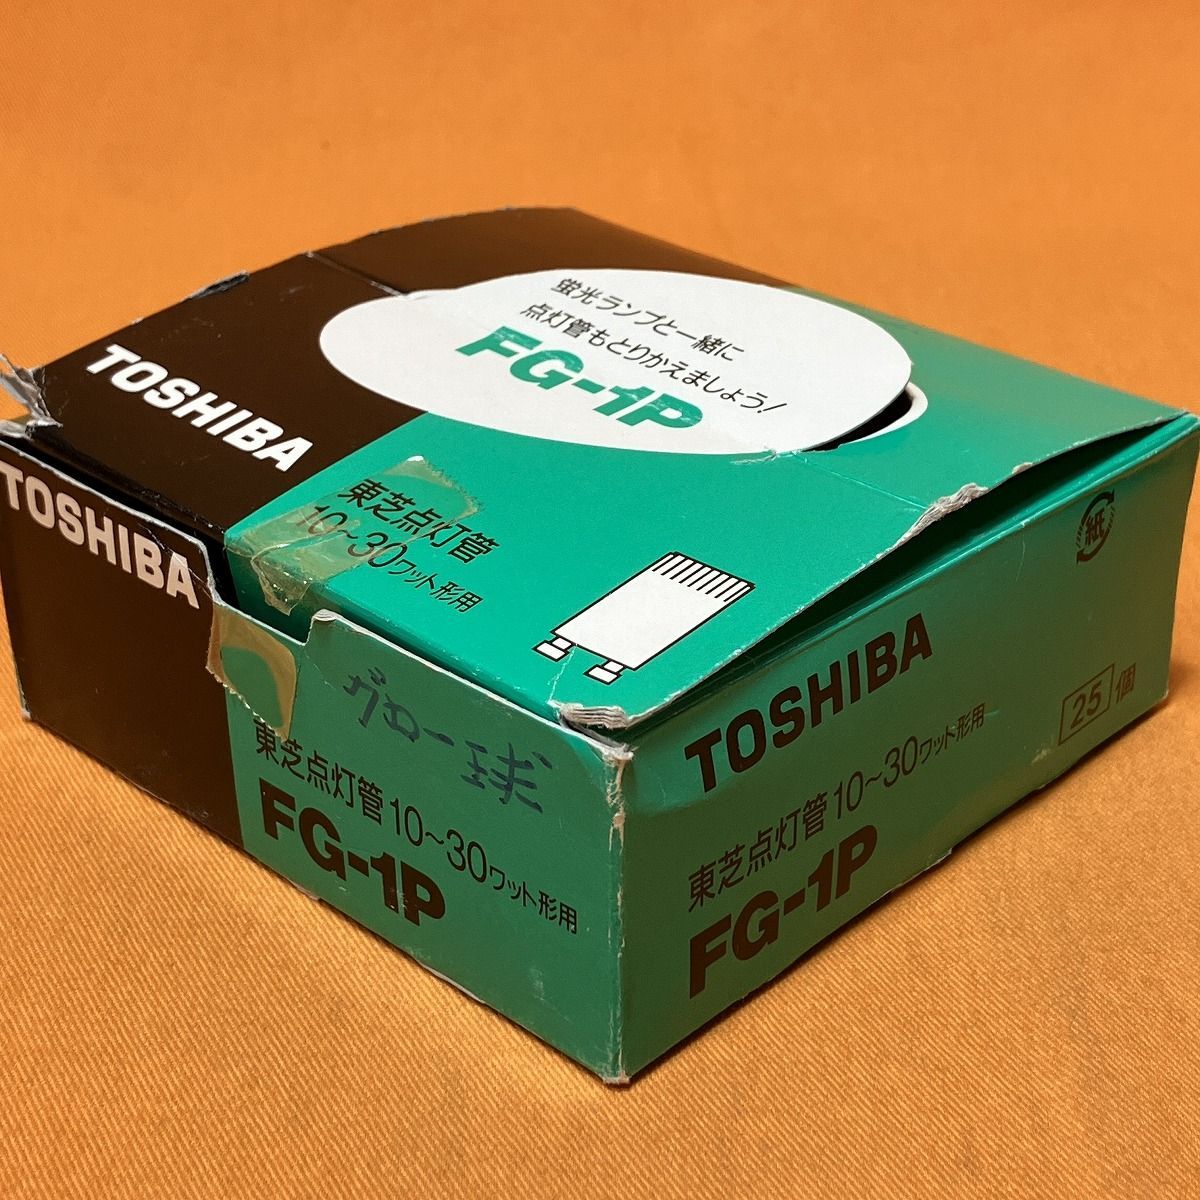 蛍光ランプと一緒に
点灯管もとりかえましょう!
FG-1P
TOSHIBA
東芝点灯管
10~30ワット形用
TOSHIBA
グロー球
東芝点灯管10~30ワット形用
FG-1P
紙
TOSHIBA
東芝点灯管10~30ワット形用
25個
FG-1P